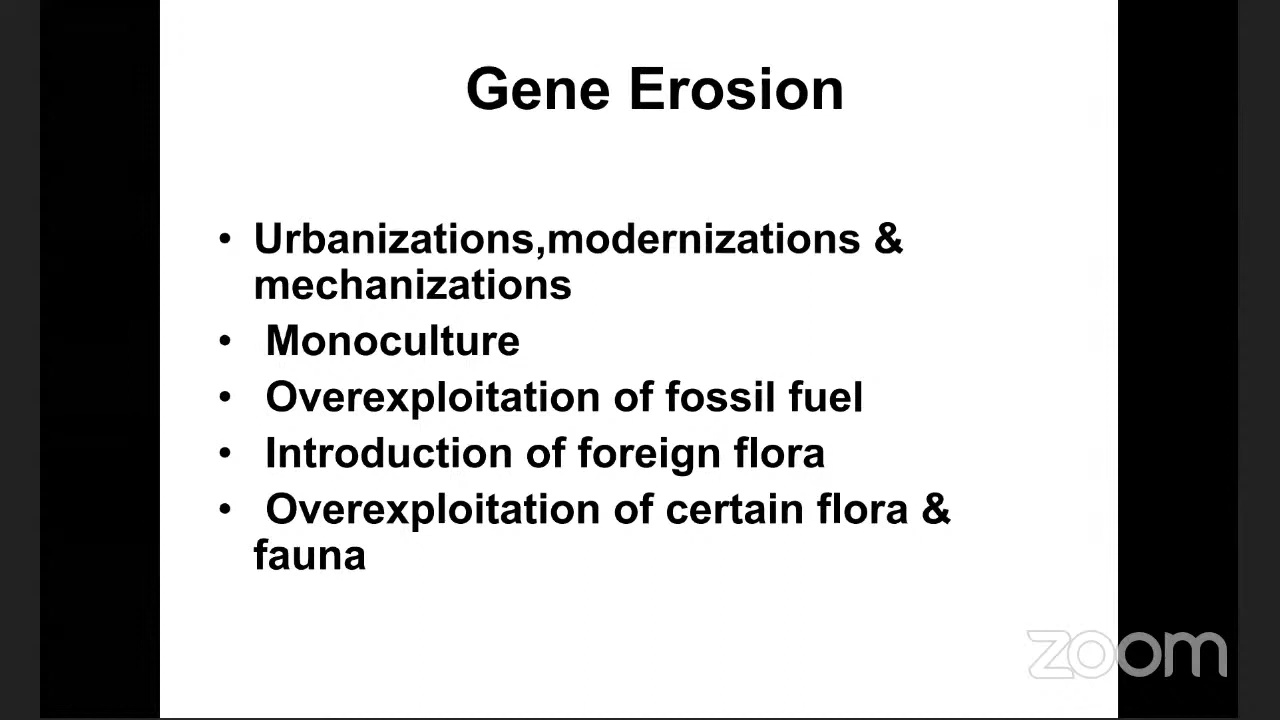 Gene Erosion
• Urbanizations,modernizations &
mechanizations
• Monoculture
• Overexploitation of fossil fuel
• Introduction of foreign flora
• Overexploitation of certain flora &
fauna
zoom